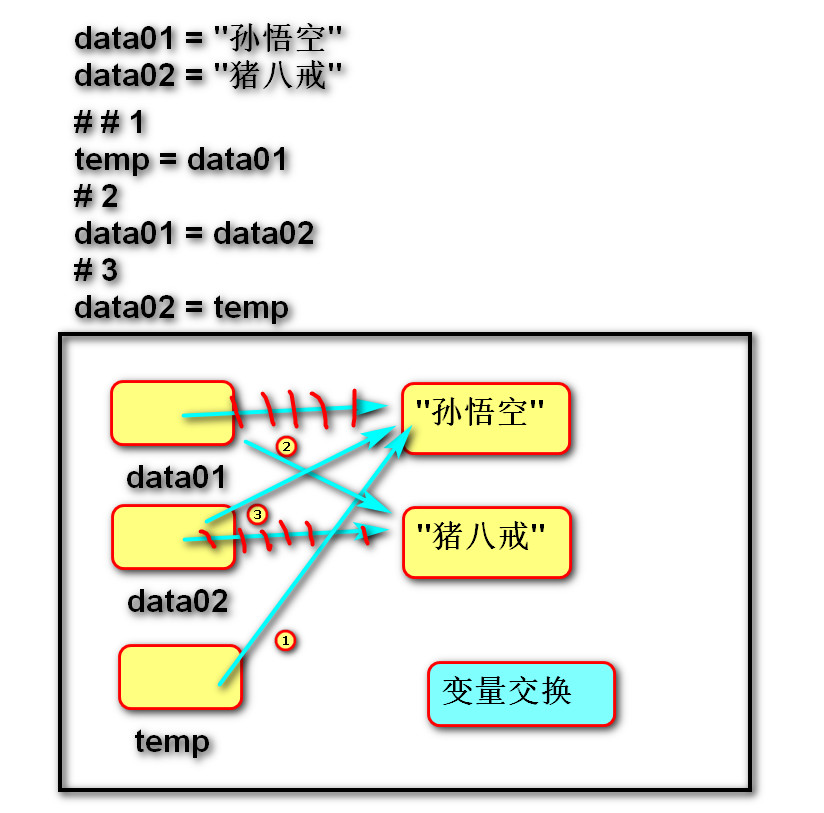 data01 = "孙悟空"
data02 = "猪八戒"
# # 1
temp = data01
# 2
data01 = data02
# 3
data02 = temp
"孙悟空"
data01
2
3
"猪八戒"
data02
1
变量交换
temp